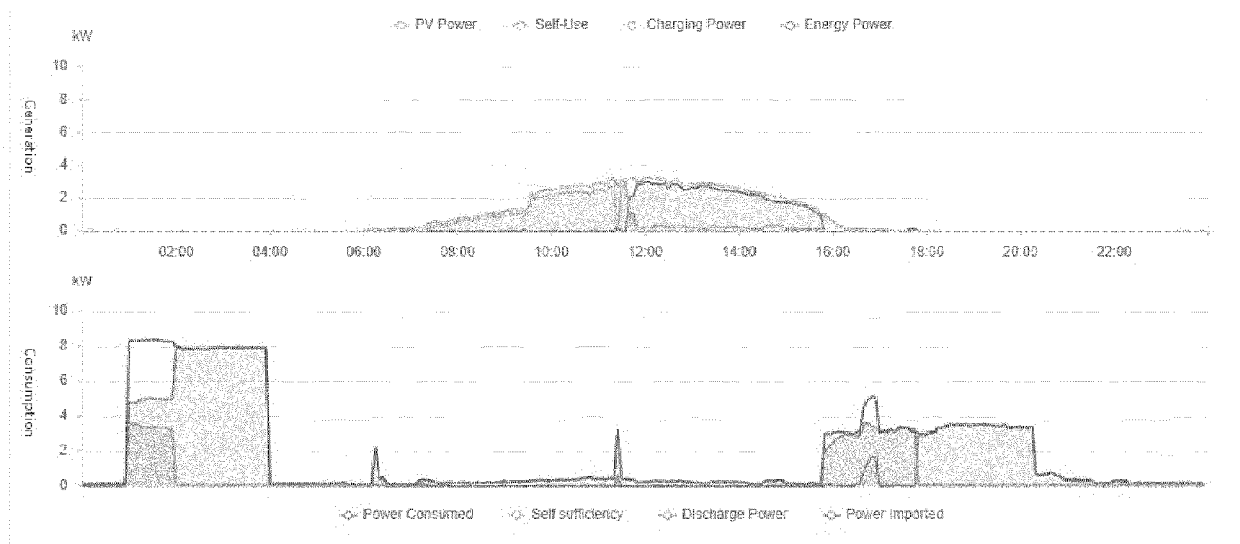 PV Power Self-Use Charging Power Energy Power
kW
10
8
6
4
2
0
Generation
02:00 04:00 06:00 08:00 10:00 12:00 14:00 16:00 18:00 20:00 22:00
kW
10
8
6
4
2
0
Consumption
Power Consumed Self sufficiency Discharge Power Power Imported